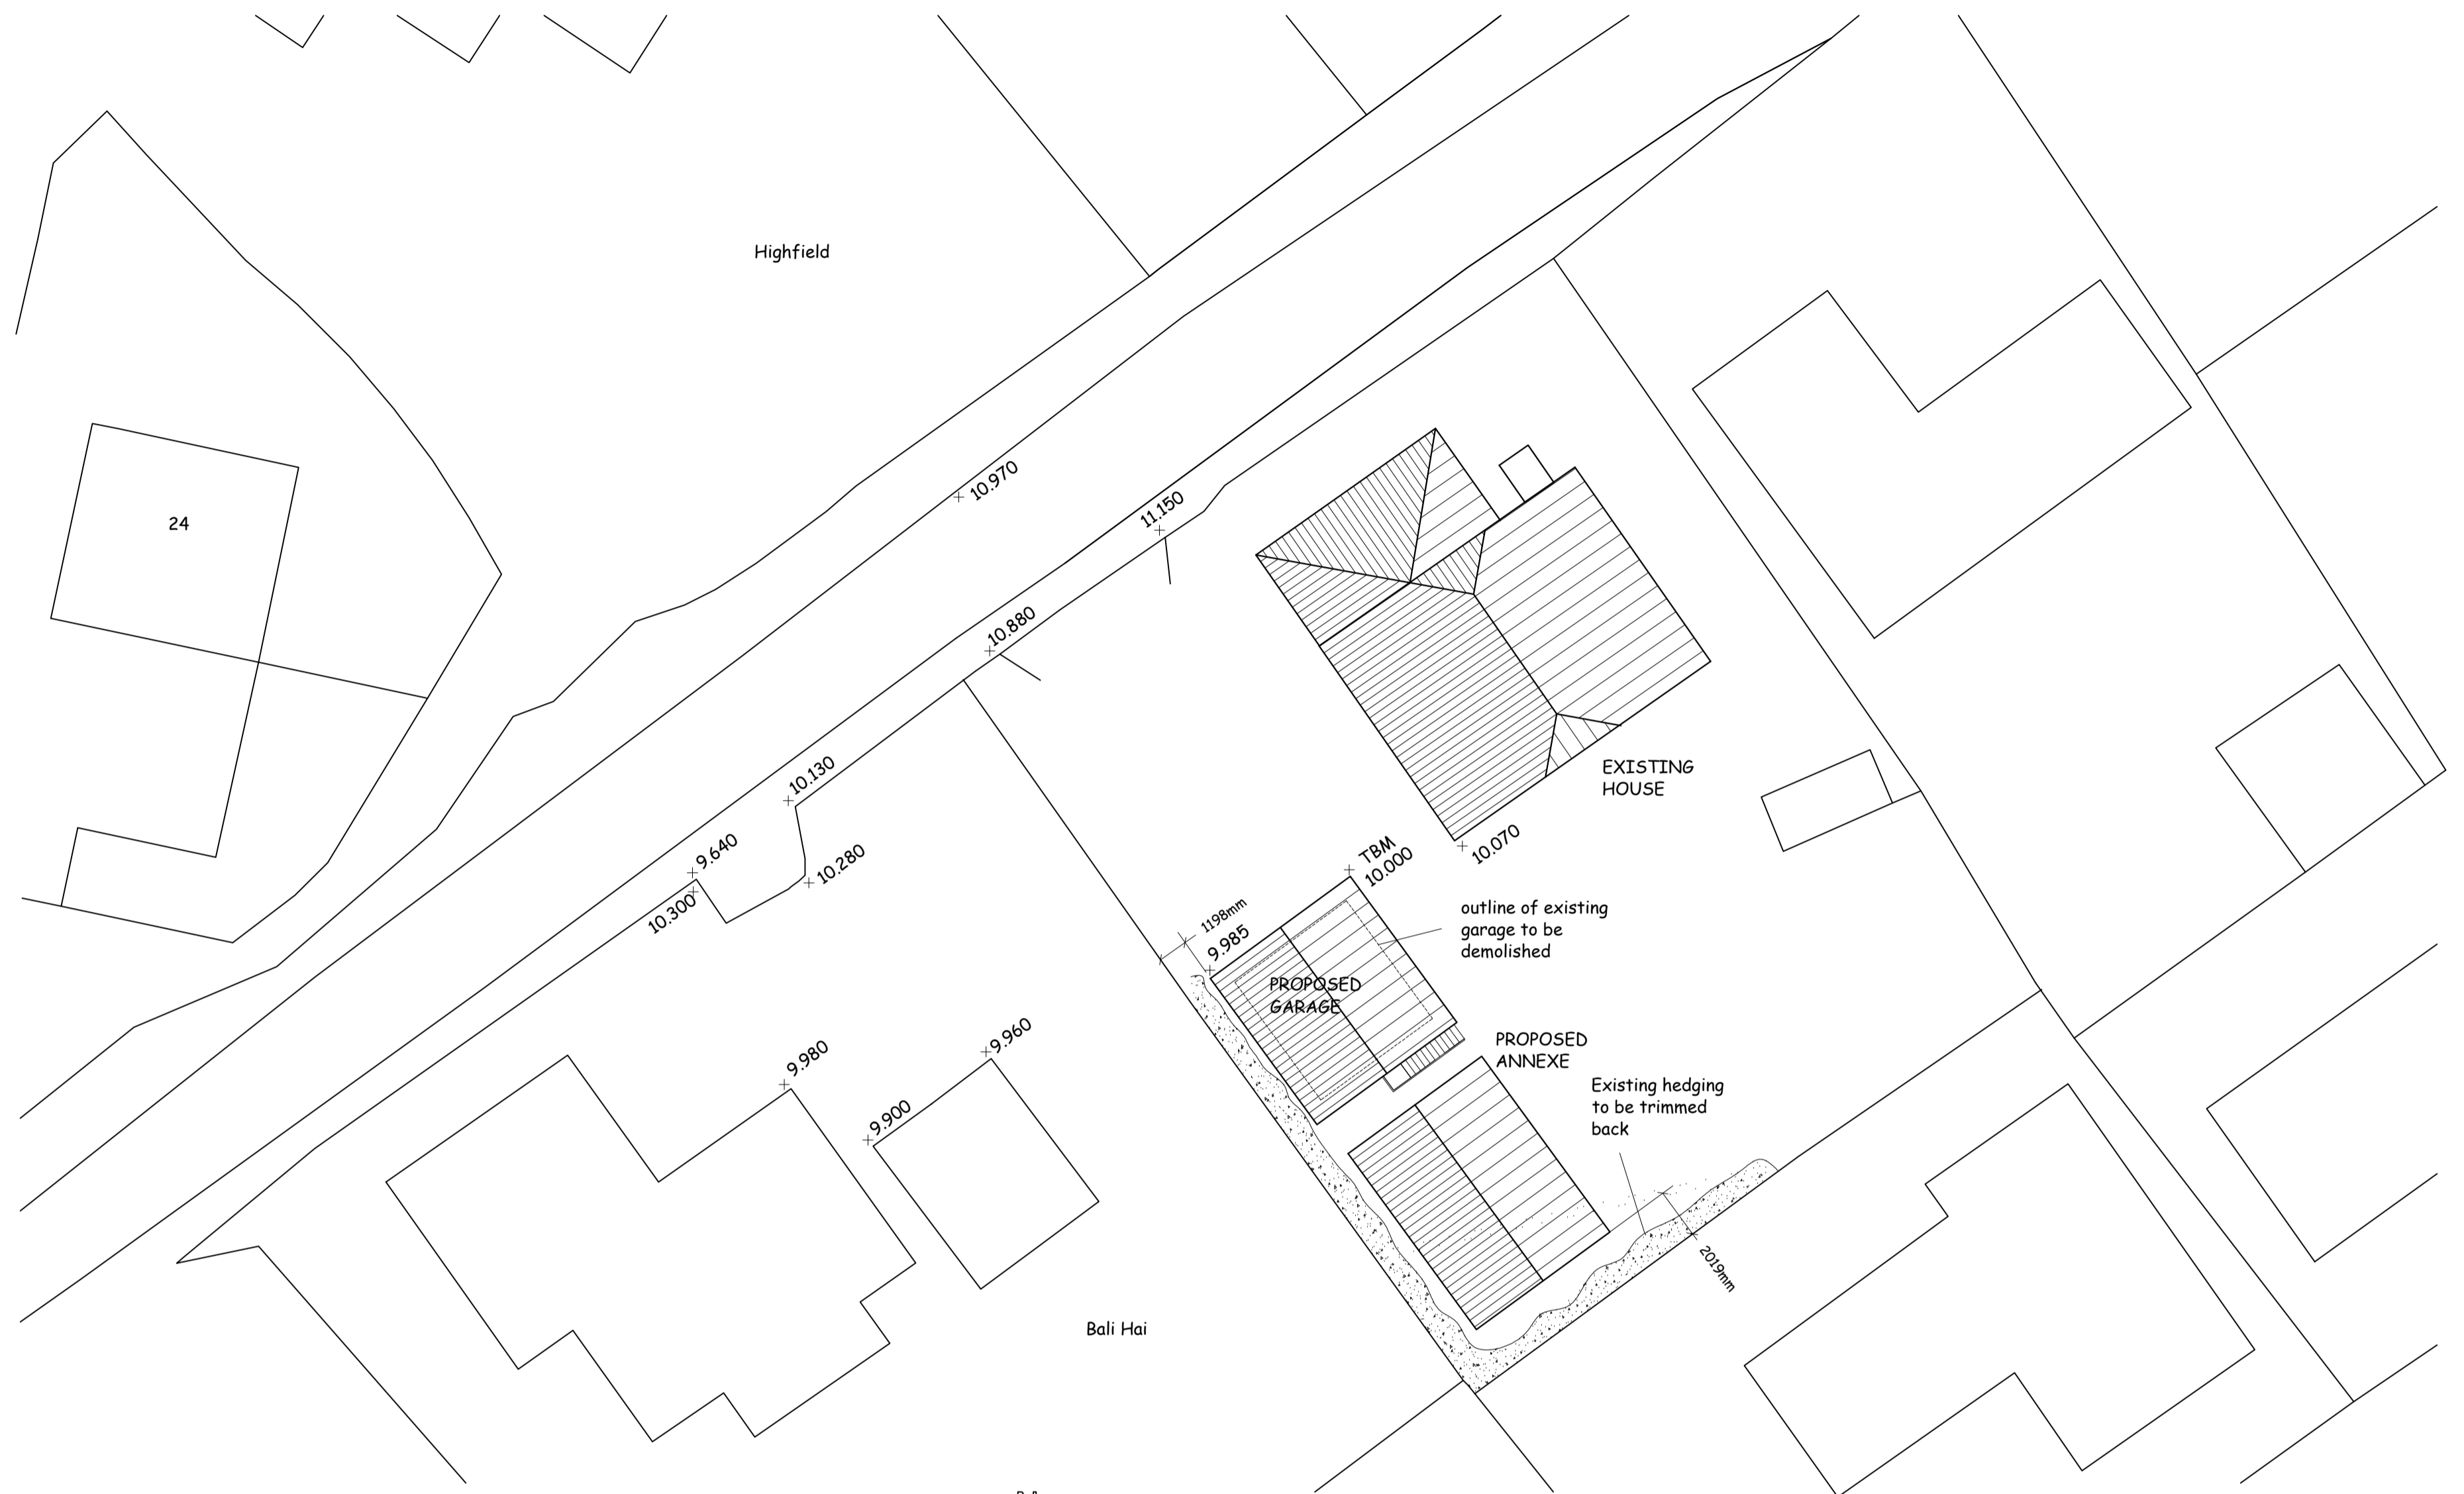 Highfield
24
10.970
11.150
10.880
10.130
9.640
10.280
10.300
EXISTING
HOUSE
10.070
TBM
10.000
1198mm
9.985
outline of existing
garage to be
demolished
PROPOSED
GARAGE
PROPOSED
ANNEXE
Existing hedging
to be trimmed
back
9.980
9.960
9.900
2019mm
Bali Hai